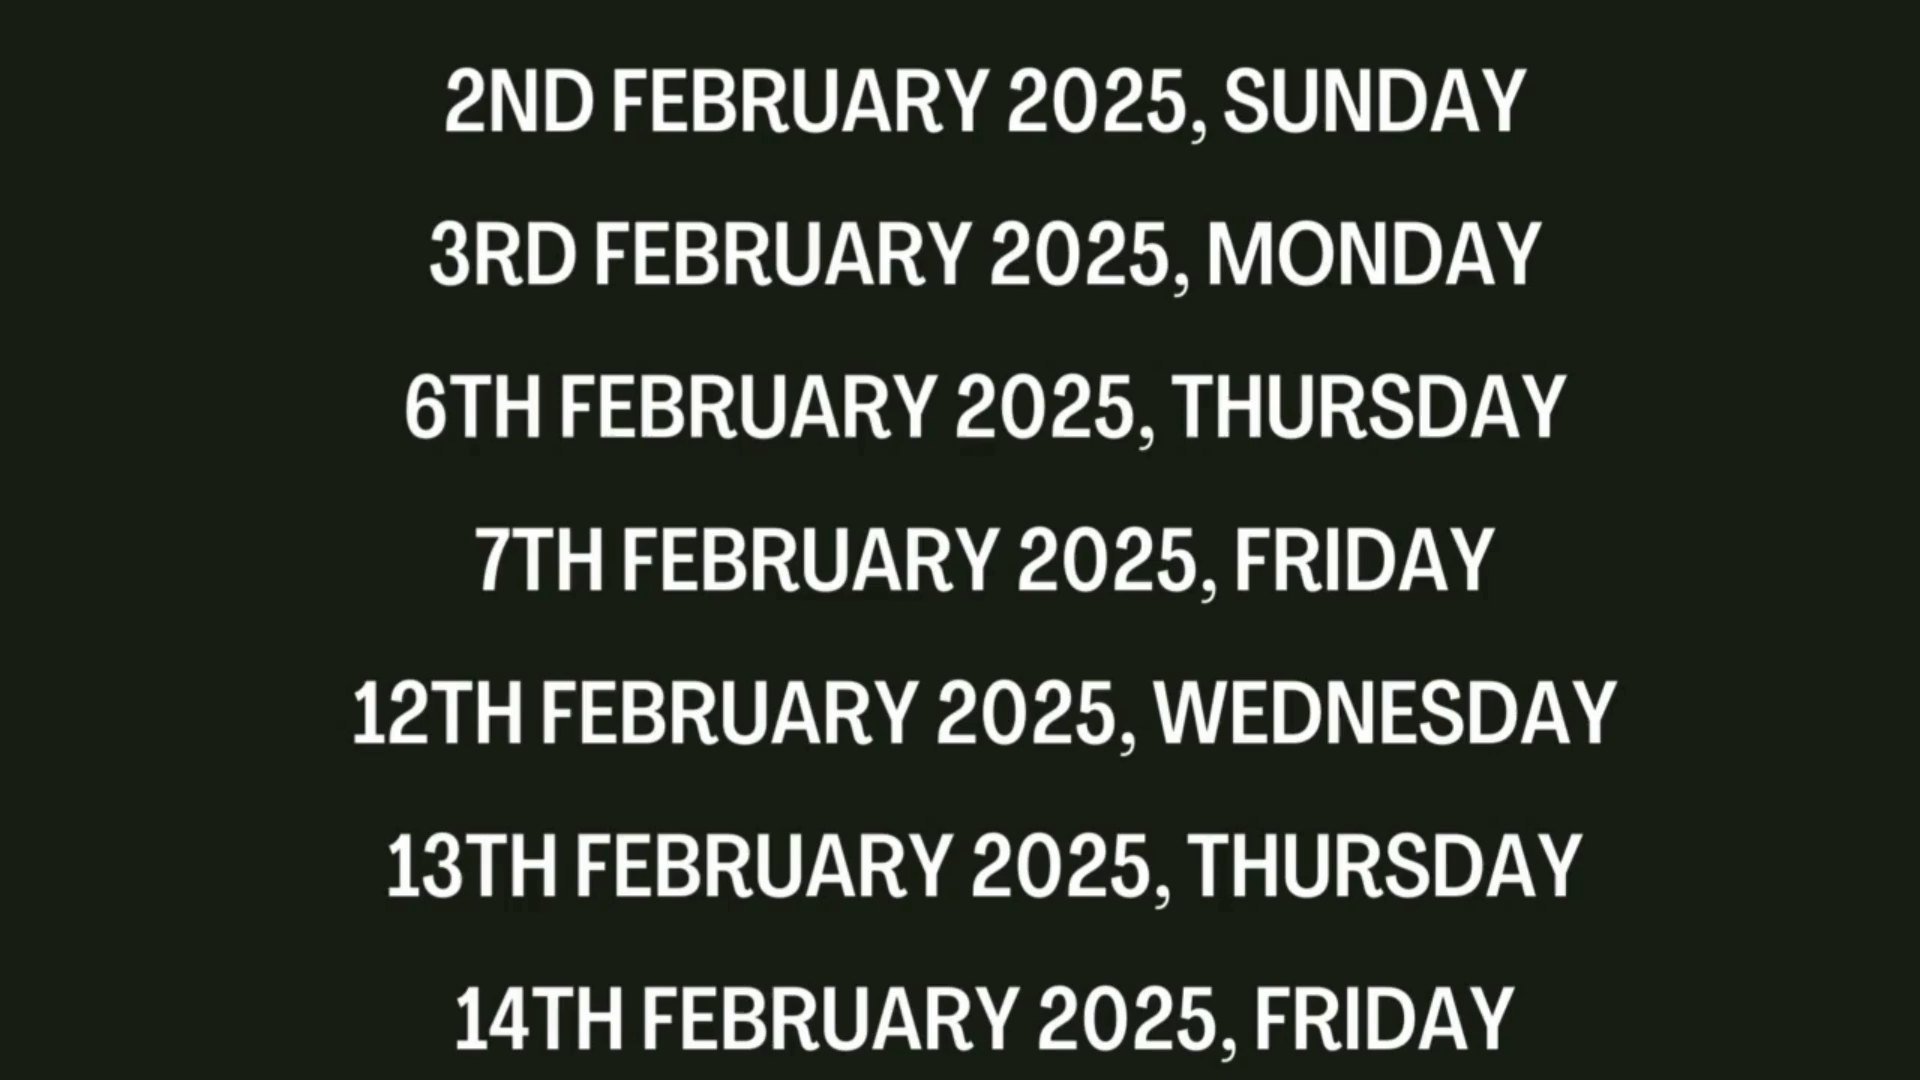 2ND FEBRUARY 2025, SUNDAY
3RD FEBRUARY 2025, MONDAY
6TH FEBRUARY 2025, THURSDAY
7TH FEBRUARY 2025, FRIDAY
12TH FEBRUARY 2025, WEDNESDAY
13TH FEBRUARY 2025, THURSDAY
14TH FEBRUARY 2025, FRIDAY